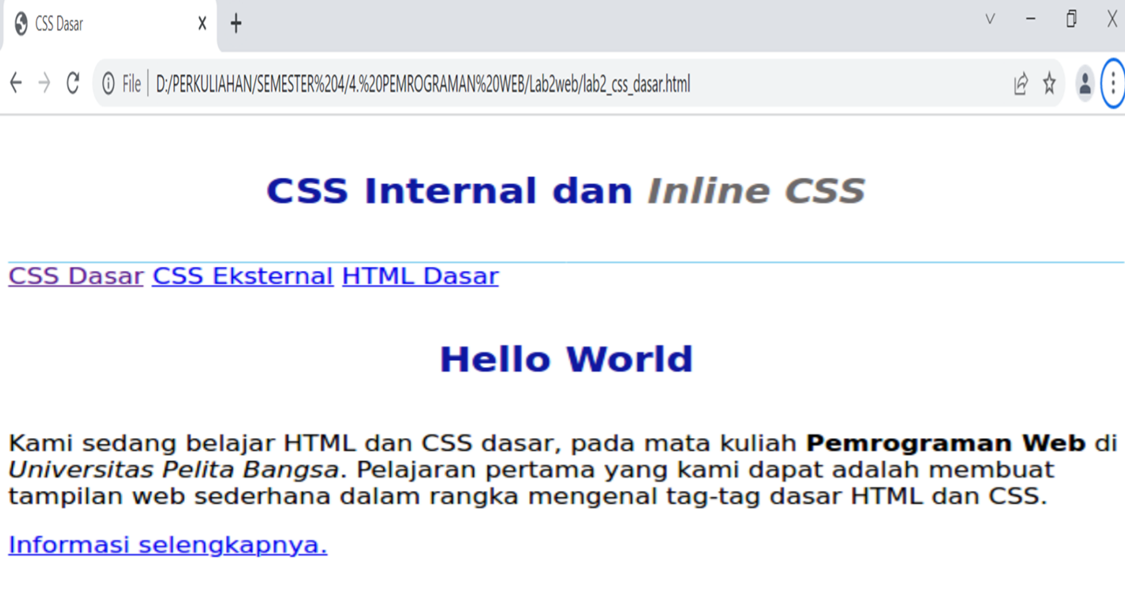 CSS Dasar
File D:/PERKULIAHAN/SEMESTER%204/4.%20PEMROGRAMAN%20WEB/Lab2web/lab2_css_dasar.html
CSS Internal dan Inline CSS
CSS Dasar CSS Eksternal HTML Dasar
Hello World
Kami sedang belajar HTML dan CSS dasar, pada mata kuliah Pemrograman Web di
Universitas Pelita Bangsa. Pelajaran pertama yang kami dapat adalah membuat
tampilan web sederhana dalam rangka mengenal tag-tag dasar HTML dan CSS.
Informasi selengkapnya.